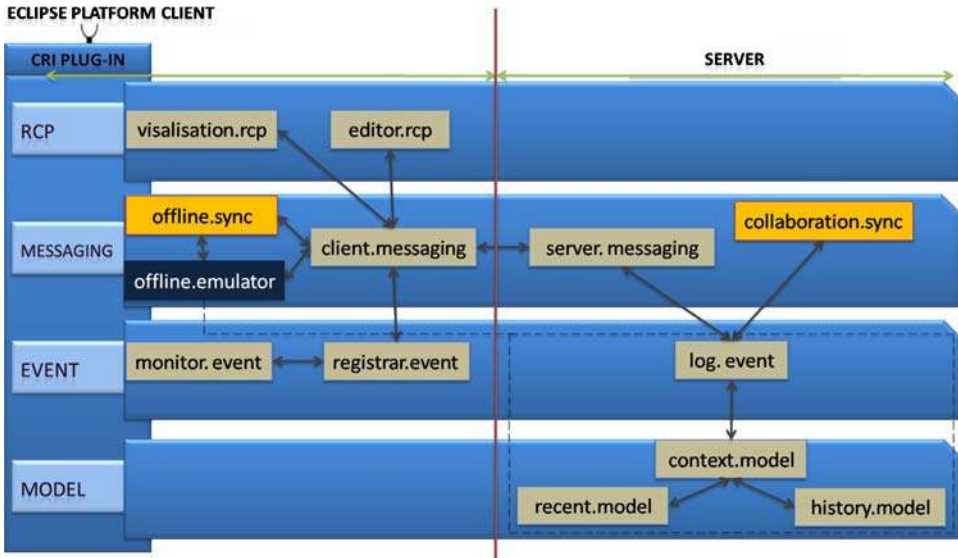 ECLIPSE PLATFORM CLIENT
CRI PLUG-IN
SERVER
RCP
visalisation.rcp
editor.rcp
MESSAGING
offline.sync
collaboration.sync
client.messaging
server. messaging
offline.emulator
EVENT
monitor. event
registrar.event
log. event
MODEL
context.model
recent.model
history.model